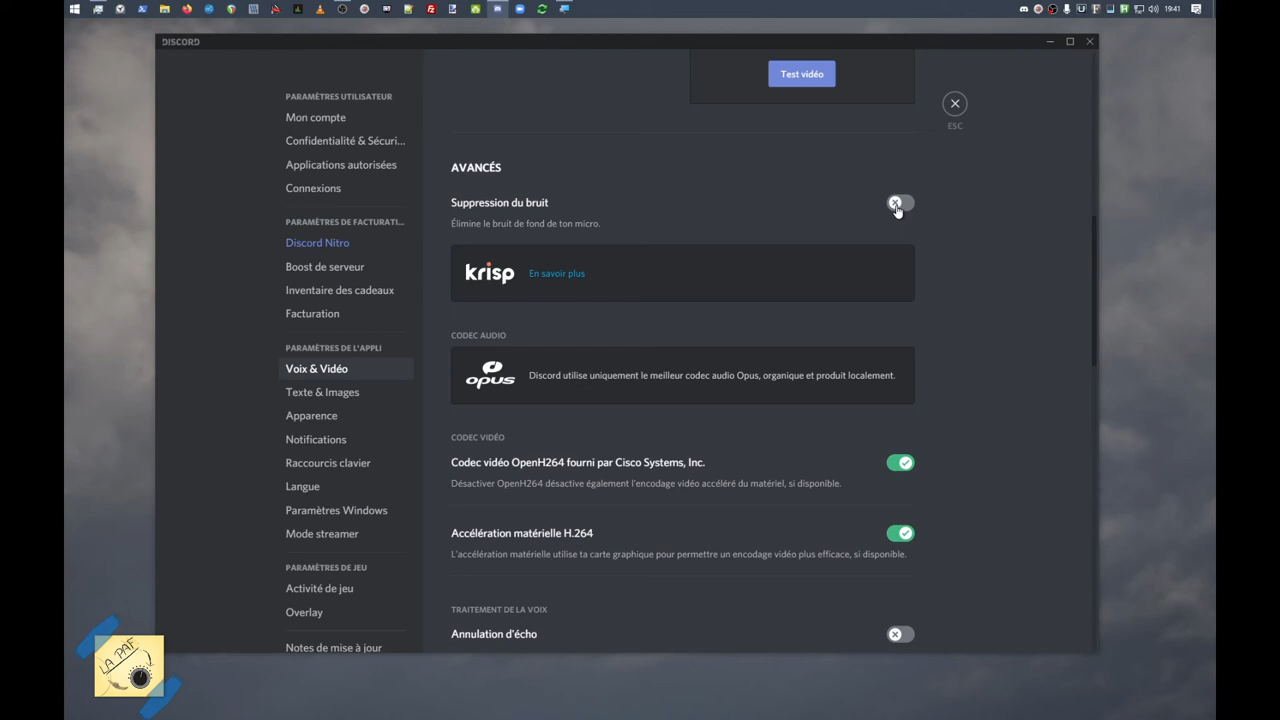 19:41
DISCORD
Test vidéo
ESC
PARAMÈTRES UTILISATEUR
Mon compte
Confidentialité & Sécuri...
Applications autorisées
Connexions
PARAMÈTRES DE FACTURATI...
Discord Nitro
Boost de serveur
Inventaire des cadeaux
Facturation
PARAMÈTRES DE L'APPLI
Voix & Vidéo
Texte & Images
Apparence
Notifications
Raccourcis clavier
Langue
Paramètres Windows
Mode streamer
PARAMÈTRES DE JEU
Activité de jeu
Overlay
Notes de mise à jour
AVANCÉS
Suppression du bruit
Élimine le bruit de fond de ton micro.
krisp En savoir plus
CODEC AUDIO
opus Discord utilise uniquement le meilleur codec audio Opus, organique et produit localement.
CODEC VIDÉO
Codec vidéo OpenH264 fourni par Cisco Systems, Inc.
Désactiver OpenH264 désactive également l'encodage vidéo accéléré du matériel, si disponible.
Accélération matérielle H.264
L'accélération matérielle utilise ta carte graphique pour permettre un encodage vidéo plus efficace, si disponible.
TRAITEMENT DE LA VOIX
Annulation d'écho
LA PAF